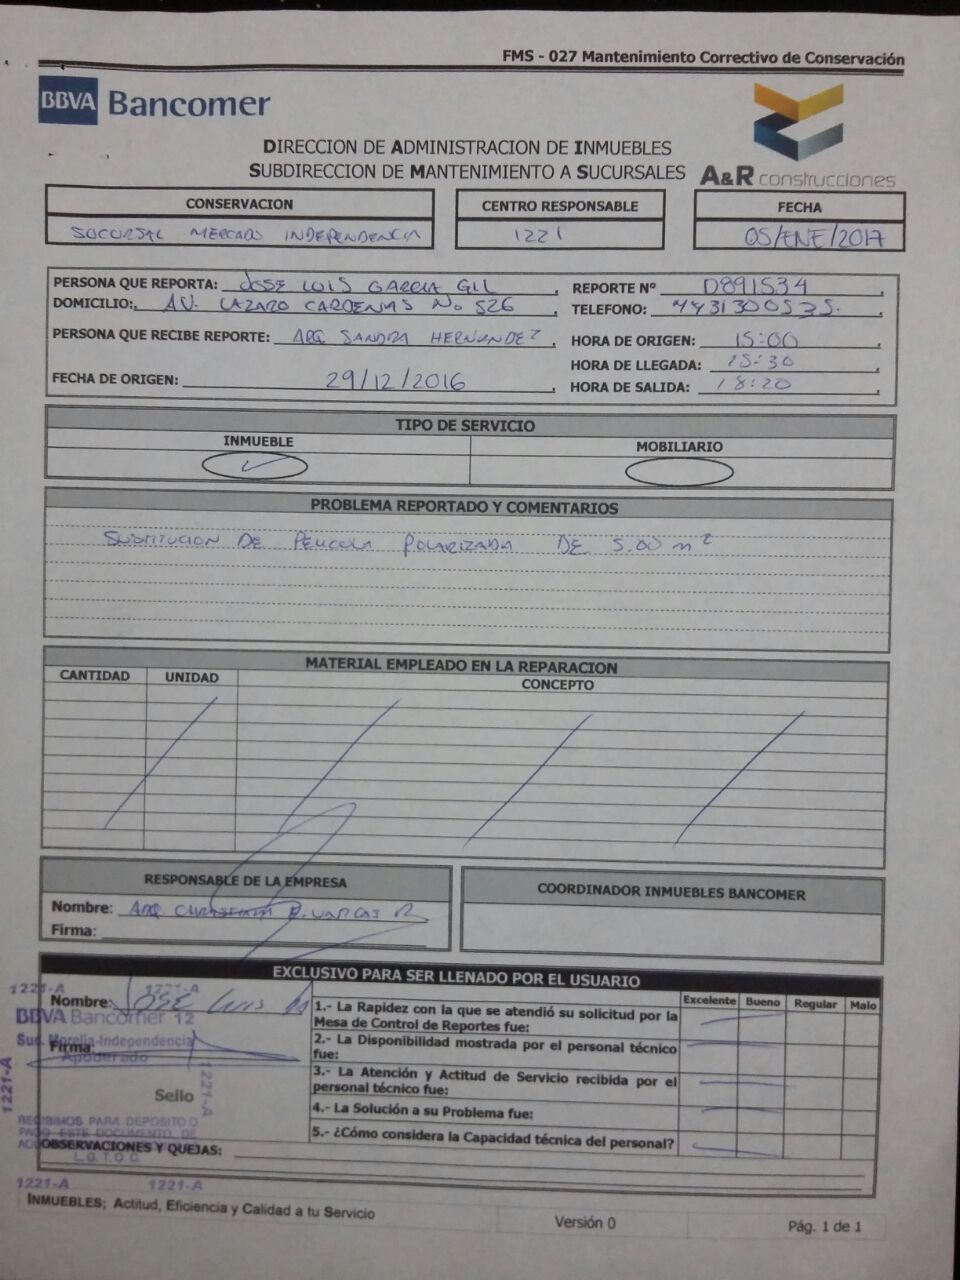 FMS - 027 Mantenimiento Correctivo de Conservación
BBVA Bancomer
DIRECCION DE ADMINISTRACION DE INMUEBLES
SUBDIRECCION DE MANTENIMIENTO A SUCURSALES
A&R construcciones
CONSERVACION
SUCURSAL MERCADO INDEPENDENCIA
CENTRO RESPONSABLE
1221
FECHA
05/ENE/2017
PERSONA QUE REPORTA: JOSE LUIS GARCIA GIL
REPORTE Nº D891534
DOMICILIO: AV. LAZARO CARDENAS No 526
TELEFONO: 4431300535.
PERSONA QUE RECIBE REPORTE: ARQ SANDRA HERNANDEZ
HORA DE ORIGEN: 15:00
HORA DE LLEGADA: 15:30
FECHA DE ORIGEN: 29/12/2016
HORA DE SALIDA: 18:20
TIPO DE SERVICIO
INMUEBLE
MOBILIARIO
PROBLEMA REPORTADO Y COMENTARIOS
SUSTITUCION DE PELICULA POLARIZADA DE 5.00 m²
MATERIAL EMPLEADO EN LA REPARACION
CANTIDAD UNIDAD CONCEPTO
RESPONSABLE DE LA EMPRESA
Nombre: ARQ. VARGAS R
Firma:
COORDINADOR INMUEBLES BANCOMER
EXCLUSIVO PARA SER LLENADO POR EL USUARIO
Nombre: JOSE LUIS
Firma:
Sello
1221-A 1221-A
BBVA Bancomer 12
Suc. Morelia-Independencia
Apoderado
1221-A
1221-A
RECIBIMOS PARA DEPOSITO O
PAGO ESTE DOCUMENTO, DE
L.G.T.O.C.
1221-A 1221-A
Excelente Bueno Regular Malo
1.- La Rapidez con la que se atendió su solicitud por la
Mesa de Control de Reportes fue:
2.- La Disponibilidad mostrada por el personal técnico
fue:
3.- La Atención y Actitud de Servicio recibida por el
personal técnico fue:
4.- La Solución a su Problema fue:
5.- ¿Cómo considera la Capacidad técnica del personal?
OBSERVACIONES Y QUEJAS:
INMUEBLES; Actitud, Eficiencia y Calidad a tu Servicio
Versión 0
Pág. 1 de 1